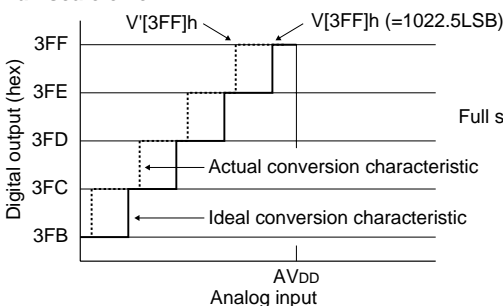 V'[3FF]h
V[3FF]h (=1022.5LSB)
3FF
3FE
Full s
3FD
Actual conversion characteristic
3FC
Ideal conversion characteristic
3FB
Digital output (hex)
AVDD
Analog input